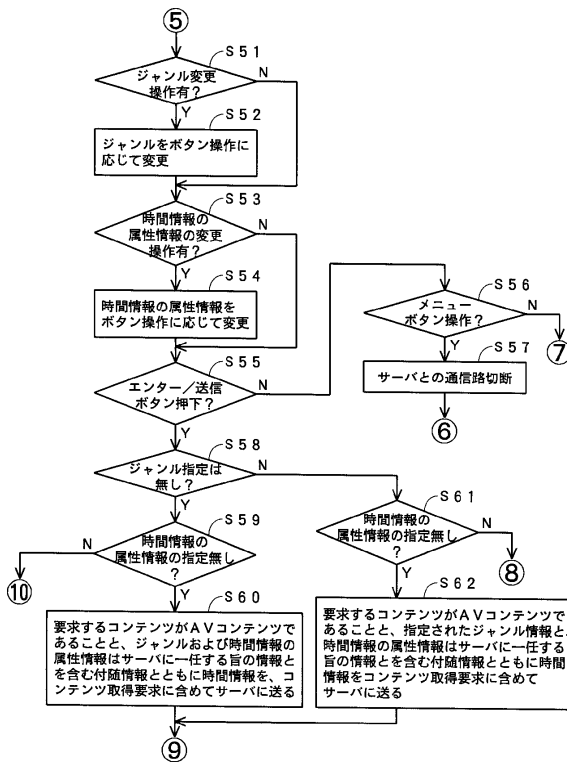 ⑤
S51
ジャンル変更
操作有?
N
Y
S52
ジャンルをボタン操作に
応じて変更
S53
時間情報の
属性情報の変更
操作有?
N
Y
S54
時間情報の属性情報を
ボタン操作に応じて変更
S55
エンター/送信
ボタン押下?
N
Y
S56
メニュー
ボタン操作?
N
⑦
Y
S57
サーバとの通信路切断
⑥
S58
ジャンル指定は
無し?
N
Y
S59
時間情報の
属性情報の指定無し
?
N
⑩
Y
S60
要求するコンテンツがAVコンテンツで
あることと、ジャンルおよび時間情報の
属性情報はサーバに一任する旨の情報と
を含む付随情報とともに時間情報を、コ
ンテンツ取得要求に含めてサーバに送る
S61
時間情報の
属性情報の指定無し
?
N
⑧
Y
S62
要求するコンテンツがAVコンテンツで
あることと、指定されたジャンル情報と、
時間情報の属性情報はサーバに一任する
旨の情報とを含む付随情報とともに時間
情報をコンテンツ取得要求に含めて
サーバに送る
⑨